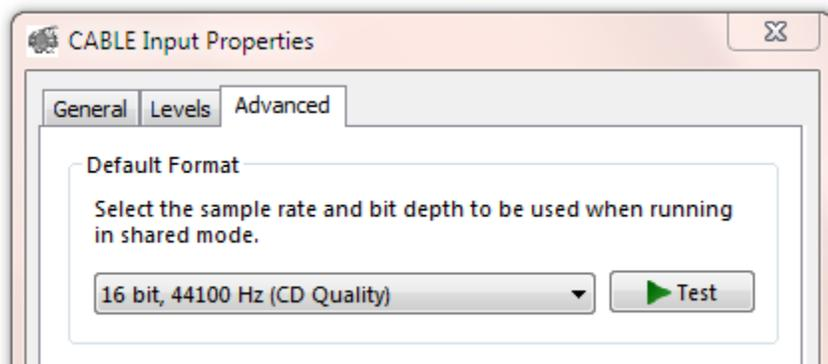 CABLE Input Properties
General Levels Advanced
Default Format
Select the sample rate and bit depth to be used when running
in shared mode.
16 bit, 44100 Hz (CD Quality)
Test